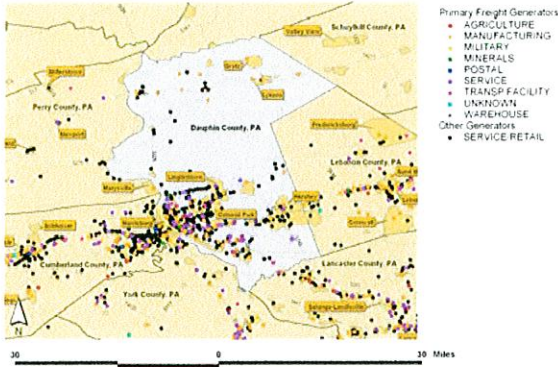 Schuylkill County, PA
Valley View
Millersburg
Gratz
Lykens
Perry County, PA
Newport
Dauphin County, PA
Fredericksburg
Lebanon County, PA
Linglestown
Marysville
Hershey
Harrisburg
Colonial Park
Cumberland County, PA
Lancaster County, PA
York County, PA
N
30
0
30
Miles
Primary Freight Generators
AGRICULTURE
MANUFACTURING
MILITARY
MINERALS
POSTAL
SERVICE
TRANSP FACILITY
UNKNOWN
WAREHOUSE
Other Generators
SERVICE RETAIL